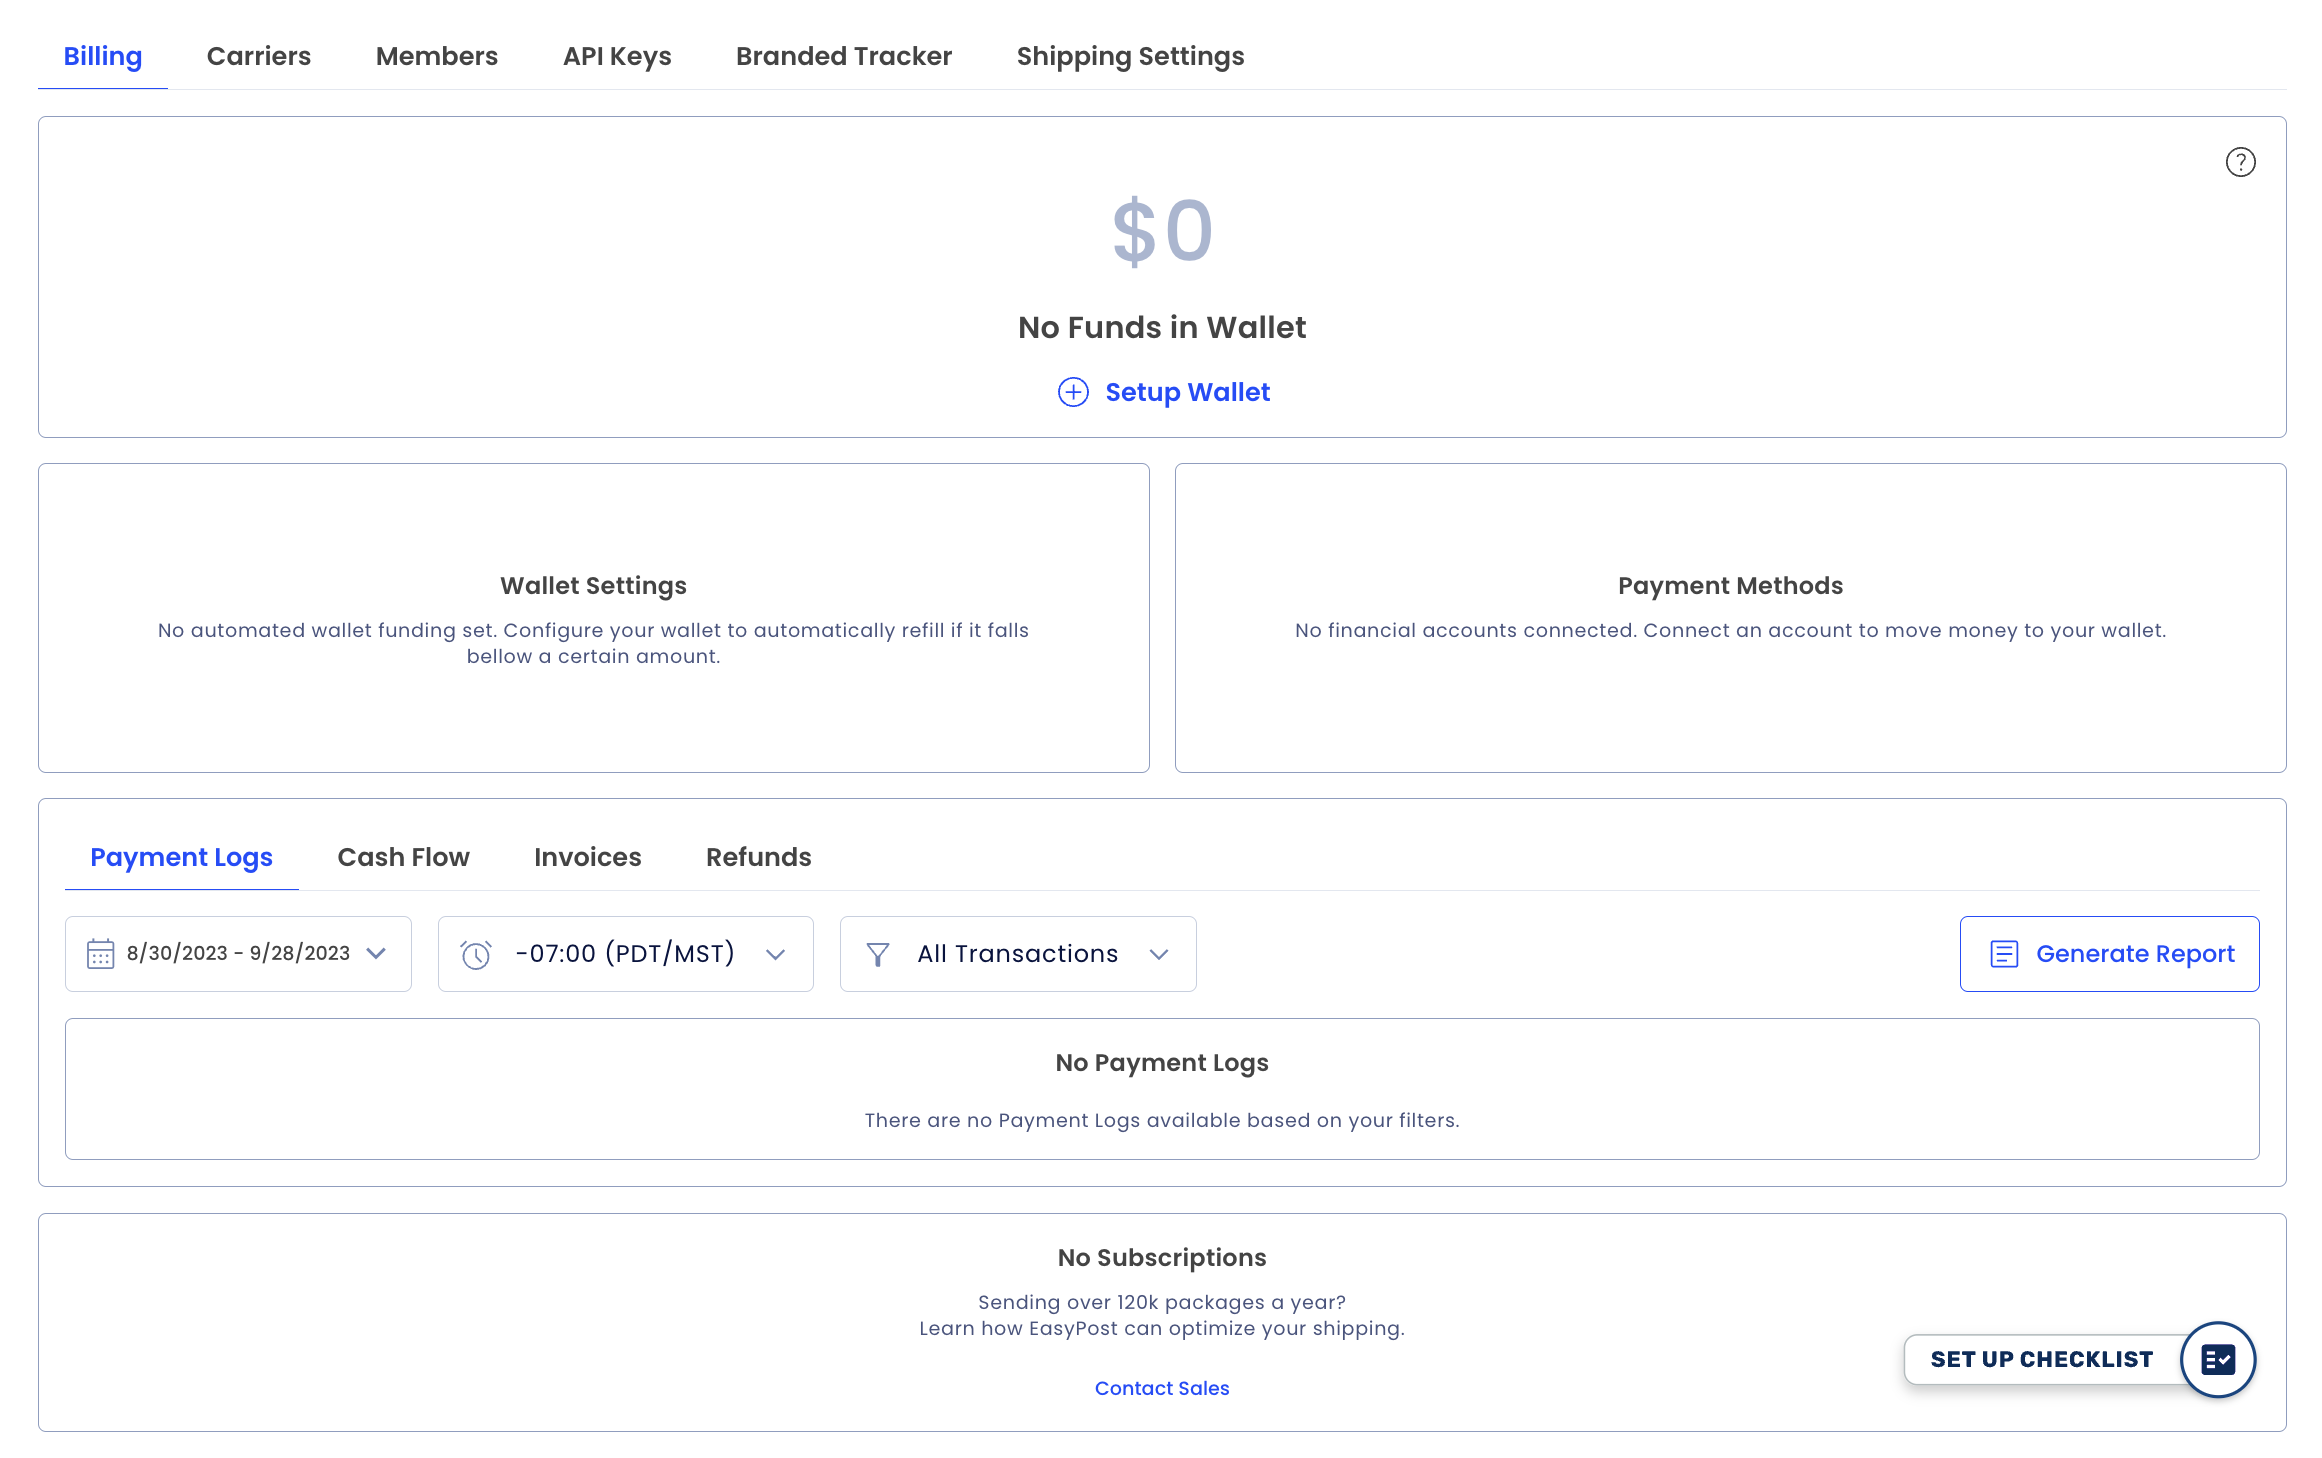 Billing Carriers Members API Keys Branded Tracker Shipping Settings
?
$0
No Funds in Wallet
Setup Wallet
Wallet Settings
No automated wallet funding set. Configure your wallet to automatically refill if it falls
bellow a certain amount.
Payment Methods
No financial accounts connected. Connect an account to move money to your wallet.
Payment Logs Cash Flow Invoices Refunds
8/30/2023 - 9/28/2023 -07:00 (PDT/MST) All Transactions Generate Report
No Payment Logs
There are no Payment Logs available based on your filters.
No Subscriptions
Sending over 120k packages a year?
Learn how EasyPost can optimize your shipping.
SET UP CHECKLIST
Contact Sales